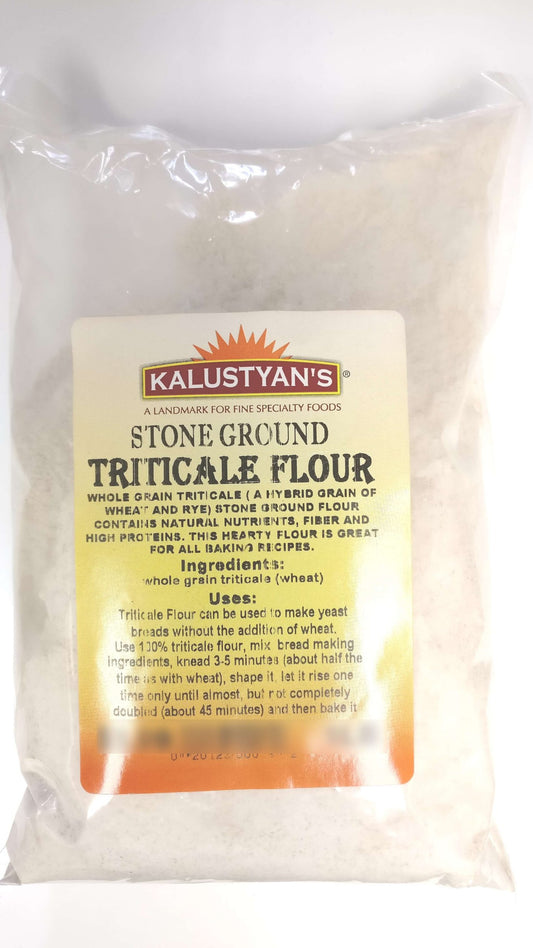 KALUSTYAN'S®
A LANDMARK FOR FINE SPECIALTY FOODS
STONE GROUND
TRITICALE FLOUR
WHOLE GRAIN TRITICALE ( A HYBRID GRAIN OF
WHEAT AND RYE) STONE GROUND FLOUR
CONTAINS NATURAL NUTRIENTS, FIBER AND
HIGH PROTEINS. THIS HEARTY FLOUR IS GREAT
FOR ALL BAKING RECIPES.
Ingredients:
whole grain triticale (wheat)
Uses:
Triticale Flour can be used to make yeast
breads without the addition of wheat.
Use 100% triticale flour, mix bread making
ingredients, knead 3-5 minutes (about half the
time as with wheat), shape it, let it rise one
time only until almost, but not completely
doubled (about 45 minutes) and then bake it